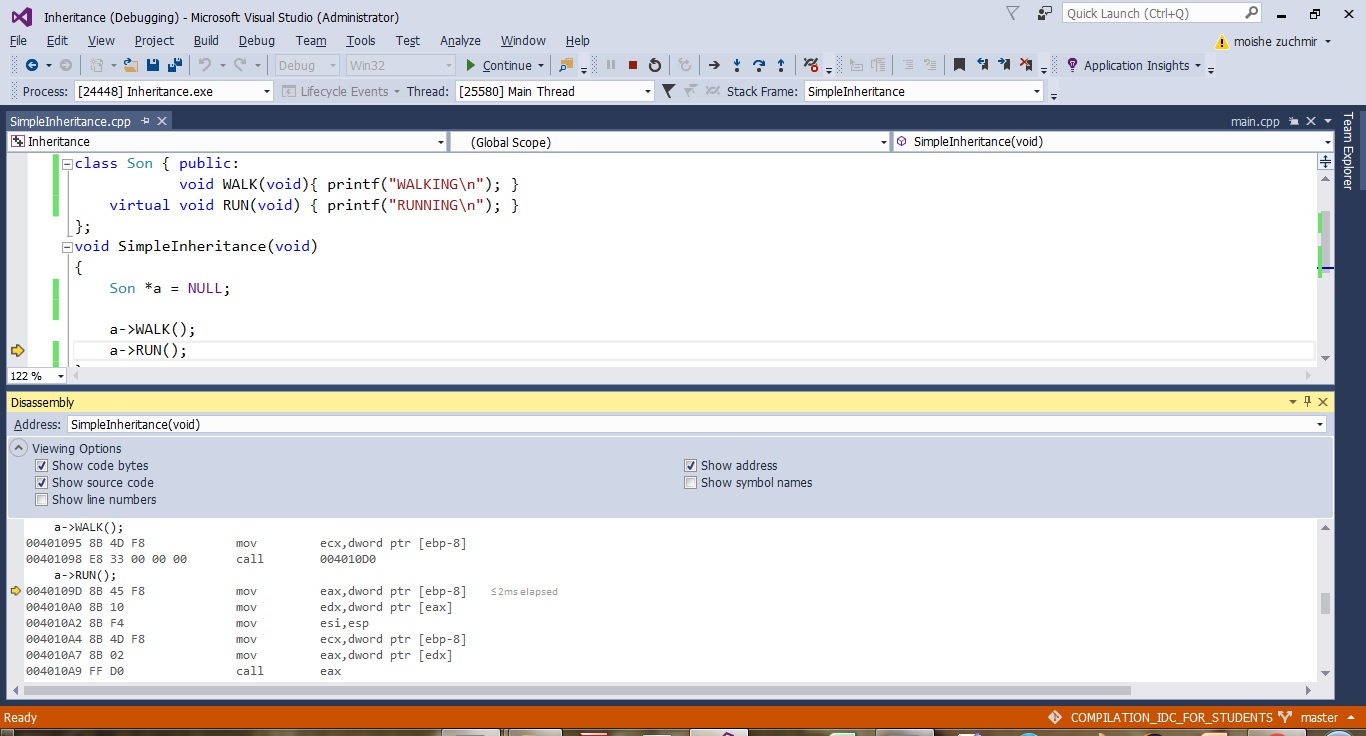 Inheritance (Debugging) - Microsoft Visual Studio (Administrator)
Quick Launch (Ctrl+Q)
File Edit View Project Build Debug Team Tools Test Analyze Window Help
moishe zuchmir
Debug Win32 Continue Application Insights
Process: [24448] Inheritance.exe Lifecycle Events Thread: [25580] Main Thread Stack Frame: SimpleInheritance
SimpleInheritance.cpp main.cpp
Inheritance (Global Scope) SimpleInheritance(void)
class Son { public:
void WALK(void){ printf("WALKING\n"); }
virtual void RUN(void) { printf("RUNNING\n"); }
};
void SimpleInheritance(void)
{
Son *a = NULL;
a->WALK();
a->RUN();
122 %
Team Explorer
Disassembly
Address: SimpleInheritance(void)
Viewing Options
Show code bytes Show address
Show source code Show symbol names
Show line numbers
a->WALK();
00401095 8B 4D F8 mov ecx,dword ptr [ebp-8]
00401098 E8 33 00 00 00 call 004010D0
a->RUN();
0040109D 8B 45 F8 mov eax,dword ptr [ebp-8] ≤2ms elapsed
004010A0 8B 10 mov edx,dword ptr [eax]
004010A2 8B F4 mov esi,esp
004010A4 8B 4D F8 mov ecx,dword ptr [ebp-8]
004010A7 8B 02 mov eax,dword ptr [edx]
004010A9 FF D0 call eax
Ready COMPILATION_IDC_FOR_STUDENTS master